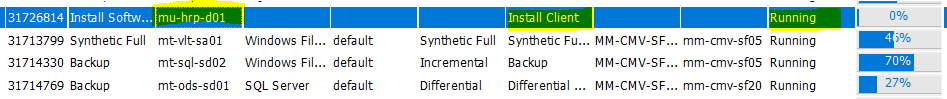 31726814 Install Softw... mu-hrp-d01 Install Client Running 0%
31713799 Synthetic Full mt-vlt-sa01 Windows Fil... default Synthetic Full Synthetic Fu... MM-CMV-SF... mm-cmv-sf05 Running 46%
31714330 Backup mt-sql-sd02 Windows Fil... default Incremental Backup MM-CMV-SF... mm-cmv-sf05 Running 70%
31714769 Backup mt-ods-sd01 SQL Server default Differential Differential ... MM-CMV-SF... mm-cmv-sf20 Running 27%